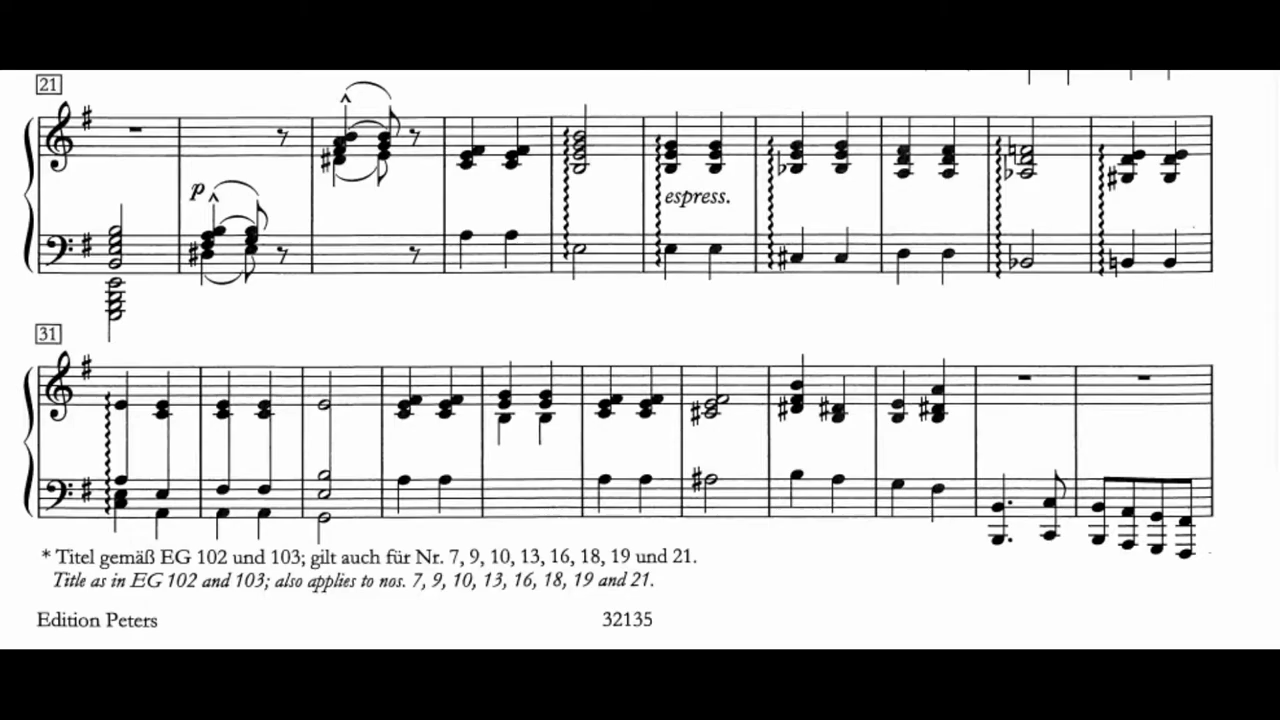 21
p
espress.
31
* Titel gemäß EG 102 und 103; gilt auch für Nr. 7, 9, 10, 13, 16, 18, 19 und 21.
Title as in EG 102 and 103; also applies to nos. 7, 9, 10, 13, 16, 18, 19 and 21.
Edition Peters 32135